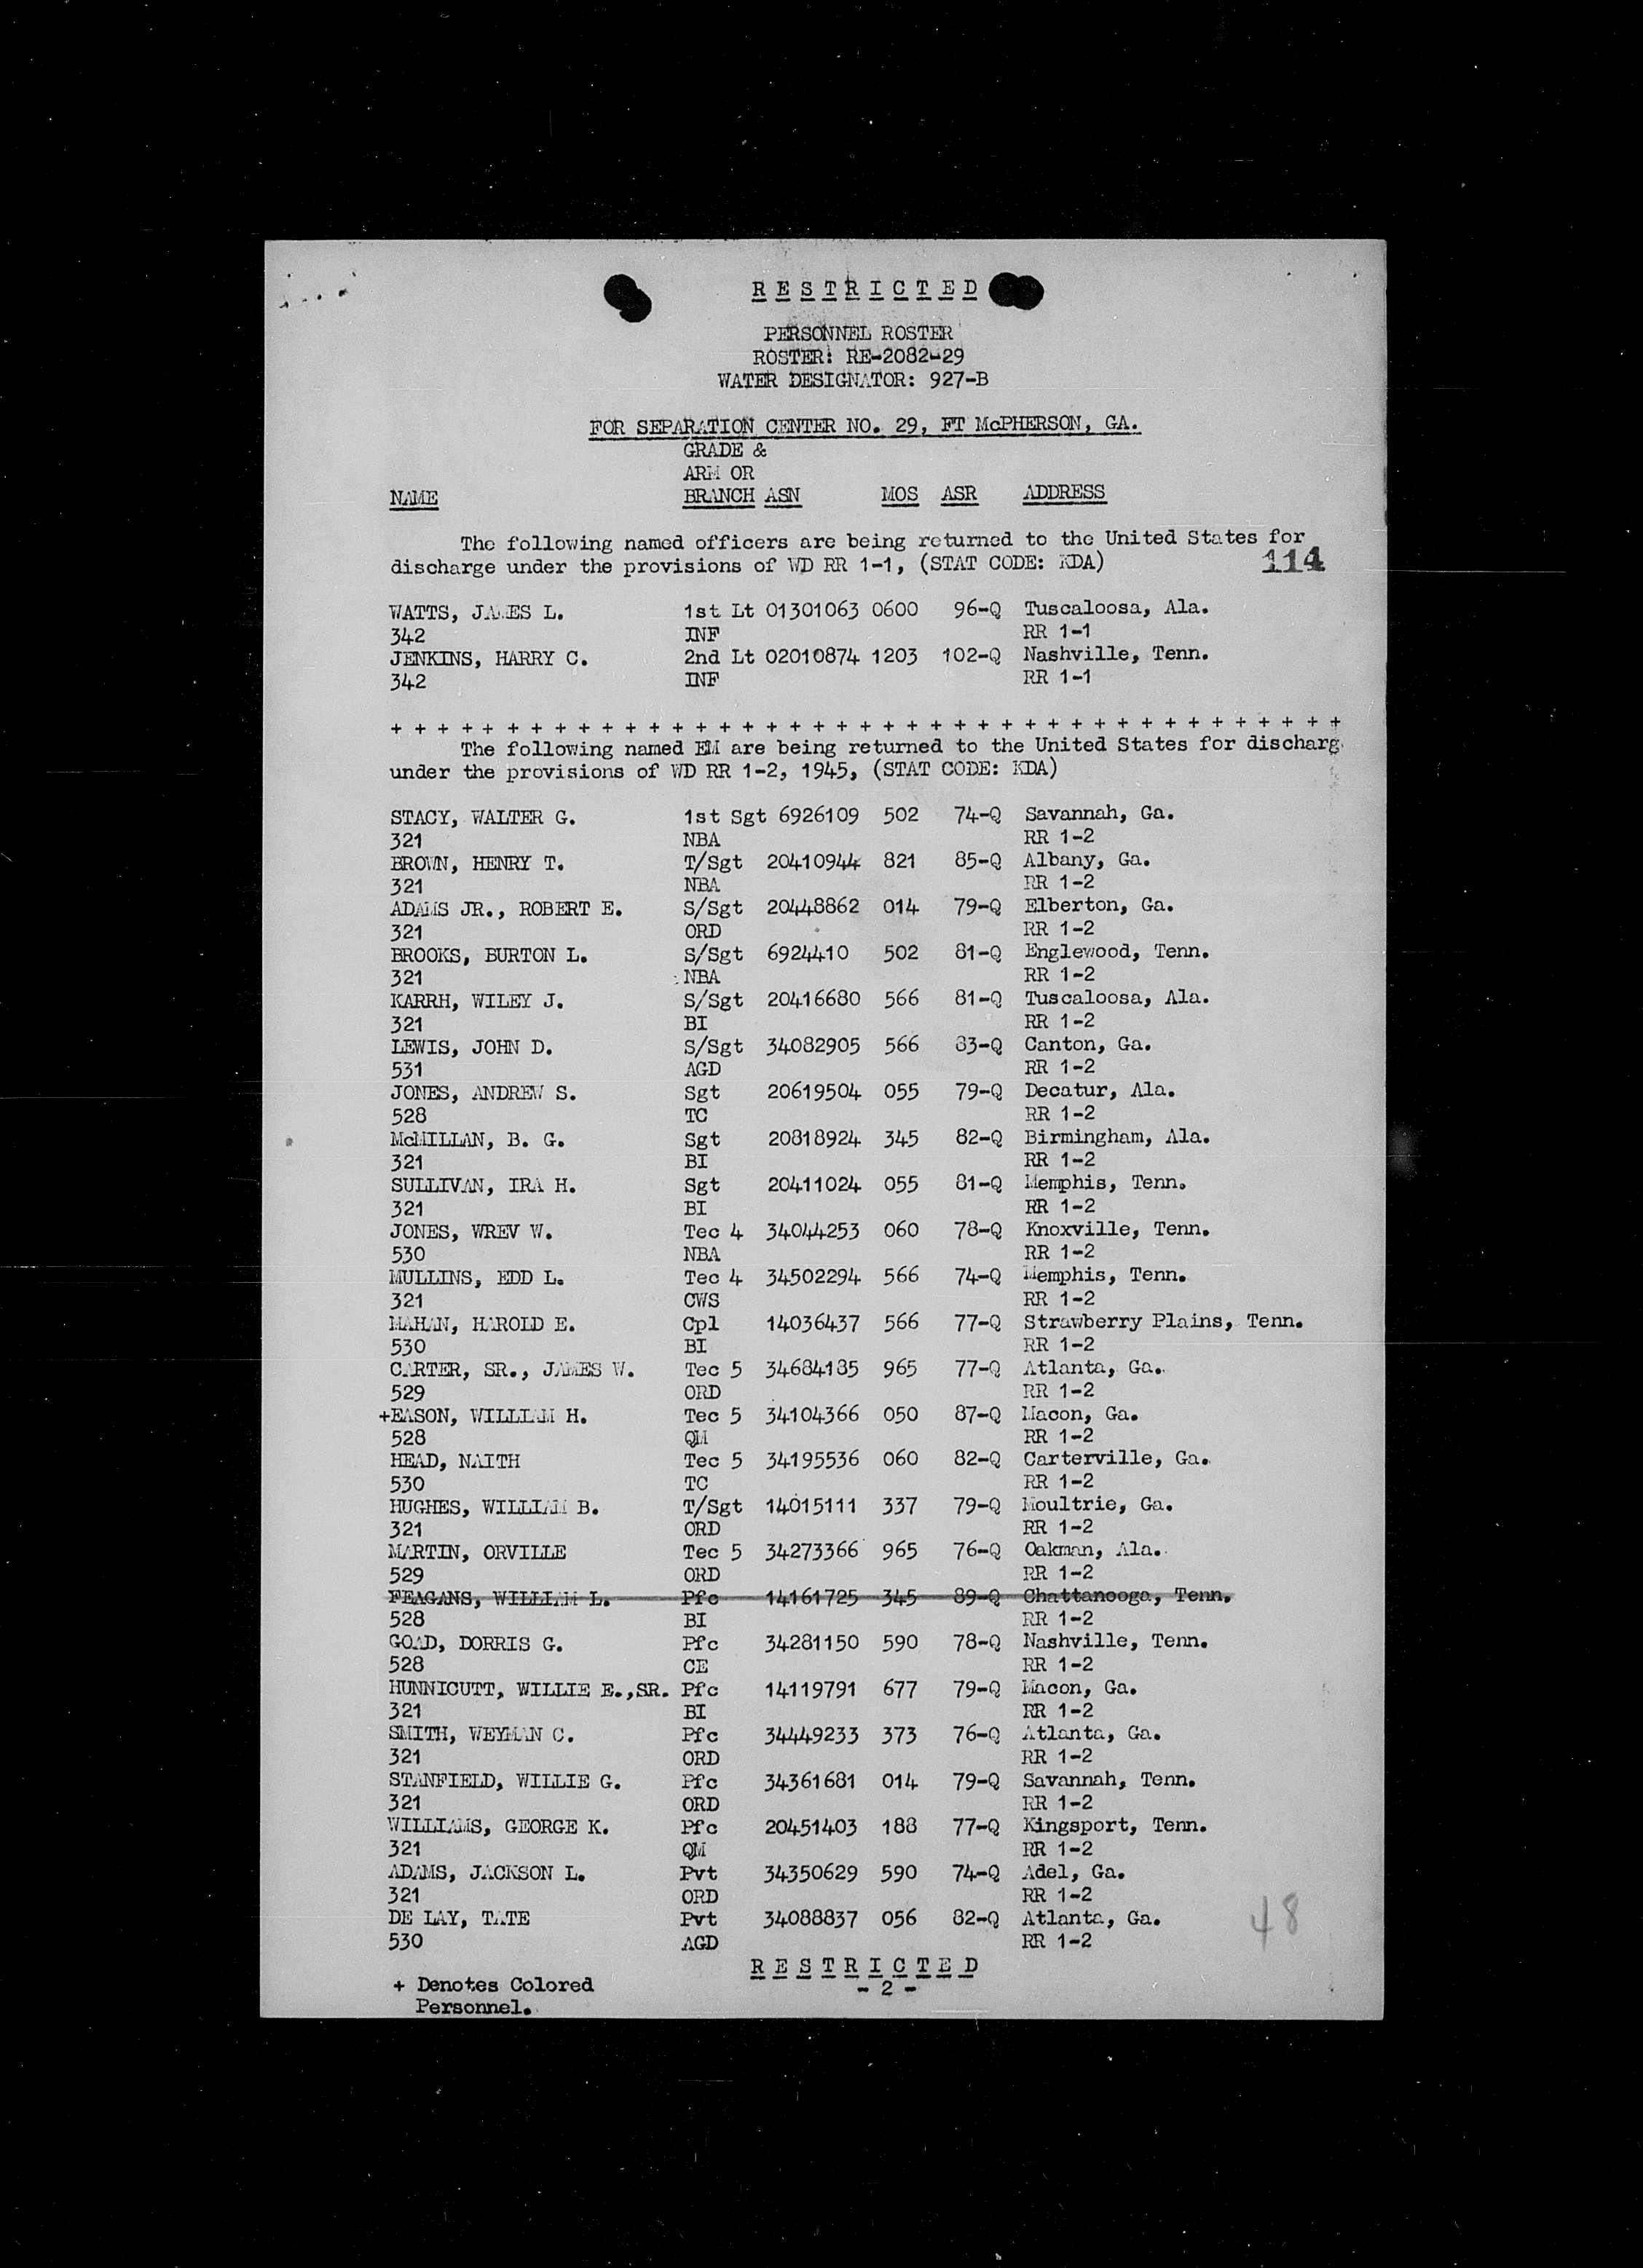 RESTRICTED
PERSONNEL ROSTER
ROSTER: RE-2082-29
WATER DESIGNATOR: 927-B
FOR SEPARATION CENTER NO. 29, FT McPHERSON, GA.
GRADE &
ARM OR
NAME BRANCH ASN MOS ASR ADDRESS
The following named officers are being returned to the United States for
discharge under the provisions of WD RR 1-1, (STAT CODE: KDA) 114
WATTS, JAMES L. 1st Lt 01301063 0600 96-Q Tuscaloosa, Ala.
342 INF RR 1-1
JENKINS, HARRY C. 2nd Lt 02010874 1203 102-Q Nashville, Tenn.
342 INF RR 1-1
+ + + + + + + + + + + + + + + + + + + + + + + + + + + + + + + + + + + + + + + + +
The following named EM are being returned to the United States for discharg
under the provisions of WD RR 1-2, 1945, (STAT CODE: KDA)
STACY, WALTER G. 1st Sgt 6926109 502 74-Q Savannah, Ga.
321 NBA RR 1-2
BROWN, HENRY T. T/Sgt 20410944 821 85-Q Albany, Ga.
321 NBA RR 1-2
ADAMS JR., ROBERT E. S/Sgt 20448862 014 79-Q Elberton, Ga.
321 ORD RR 1-2
BROOKS, BURTON L. S/Sgt 6924410 502 81-Q Englewood, Tenn.
321 NBA RR 1-2
KARRH, WILEY J. S/Sgt 20416680 566 81-Q Tuscaloosa, Ala.
321 BI RR 1-2
LEWIS, JOHN D. S/Sgt 34082905 566 83-Q Canton, Ga.
531 AGD RR 1-2
JONES, ANDREW S. Sgt 20619504 055 79-Q Decatur, Ala.
528 TC RR 1-2
McMILLAN, B. G. Sgt 20818924 345 82-Q Birmingham, Ala.
321 BI RR 1-2
SULLIVAN, IRA H. Sgt 20411024 055 81-Q Memphis, Tenn.
321 BI RR 1-2
JONES, WREV W. Tec 4 34044253 060 78-Q Knoxville, Tenn.
530 NBA RR 1-2
MULLINS, EDD L. Tec 4 34502294 566 74-Q Memphis, Tenn.
321 CWS RR 1-2
MAHAN, HAROLD E. Cpl 14036437 566 77-Q Strawberry Plains, Tenn.
530 BI RR 1-2
CARTER, SR., JAMES W. Tec 5 34684185 965 77-Q Atlanta, Ga.
529 ORD RR 1-2
+EASON, WILLIAM H. Tec 5 34104366 050 87-Q Macon, Ga.
528 QM RR 1-2
HEAD, NAITH Tec 5 34195536 060 82-Q Carterville, Ga.
530 TC RR 1-2
HUGHES, WILLIAM B. T/Sgt 14015111 337 79-Q Moultrie, Ga.
321 ORD RR 1-2
MARTIN, ORVILLE Tec 5 34273366 965 76-Q Oakman, Ala.
529 ORD RR 1-2
FEAGANS, WILLIAM L. Pfc 14161725 345 89-Q Chattanooga, Tenn.
528 BI RR 1-2
GOAD, DORRIS G. Pfc 34281150 590 78-Q Nashville, Tenn.
528 CE RR 1-2
HUNNICUTT, WILLIE E.,SR. Pfc 14119791 677 79-Q Macon, Ga.
321 BI RR 1-2
SMITH, WEYMAN C. Pfc 34449233 373 76-Q Atlanta, Ga.
321 ORD RR 1-2
STANFIELD, WILLIE G. Pfc 34361681 014 79-Q Savannah, Tenn.
321 ORD RR 1-2
WILLIAMS, GEORGE K. Pfc 20451403 188 77-Q Kingsport, Tenn.
321 QM RR 1-2
ADAMS, JACKSON L. Pvt 34350629 590 74-Q Adel, Ga.
321 ORD RR 1-2
DE LAY, TATE Pvt 34088837 056 82-Q Atlanta, Ga.
530 AGD RR 1-2
48
RESTRICTED
- 2 -
+ Denotes Colored
Personnel.